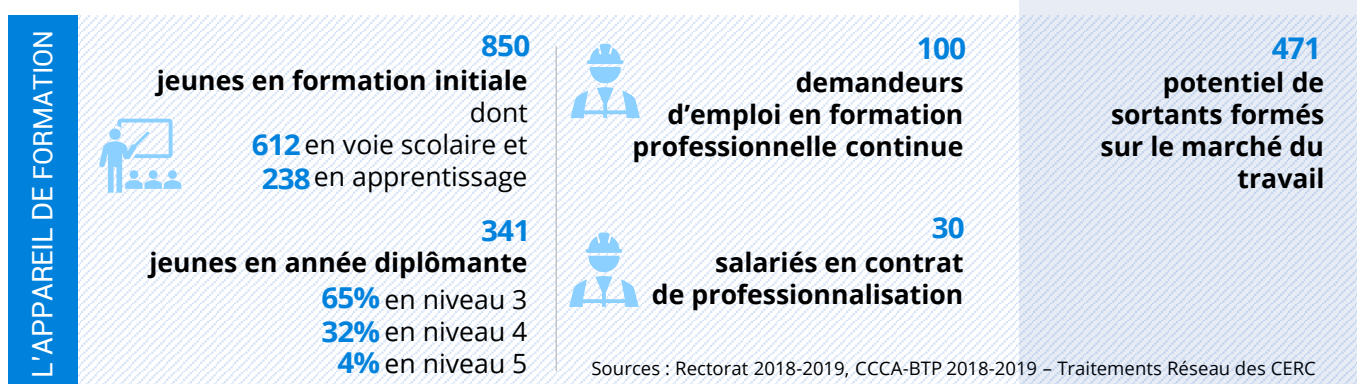 L'APPAREIL DE FORMATION
850
jeunes en formation initiale
dont
612 en voie scolaire et
238 en apprentissage
341
jeunes en année diplômante
65% en niveau 3
32% en niveau 4
4% en niveau 5
100
demandeurs
d'emploi en formation
professionnelle continue
30
salariés en contrat
de professionnalisation
471
potentiel de
sortants formés
sur le marché du
travail
Sources : Rectorat 2018-2019, CCCA-BTP 2018-2019 – Traitements Réseau des CERC